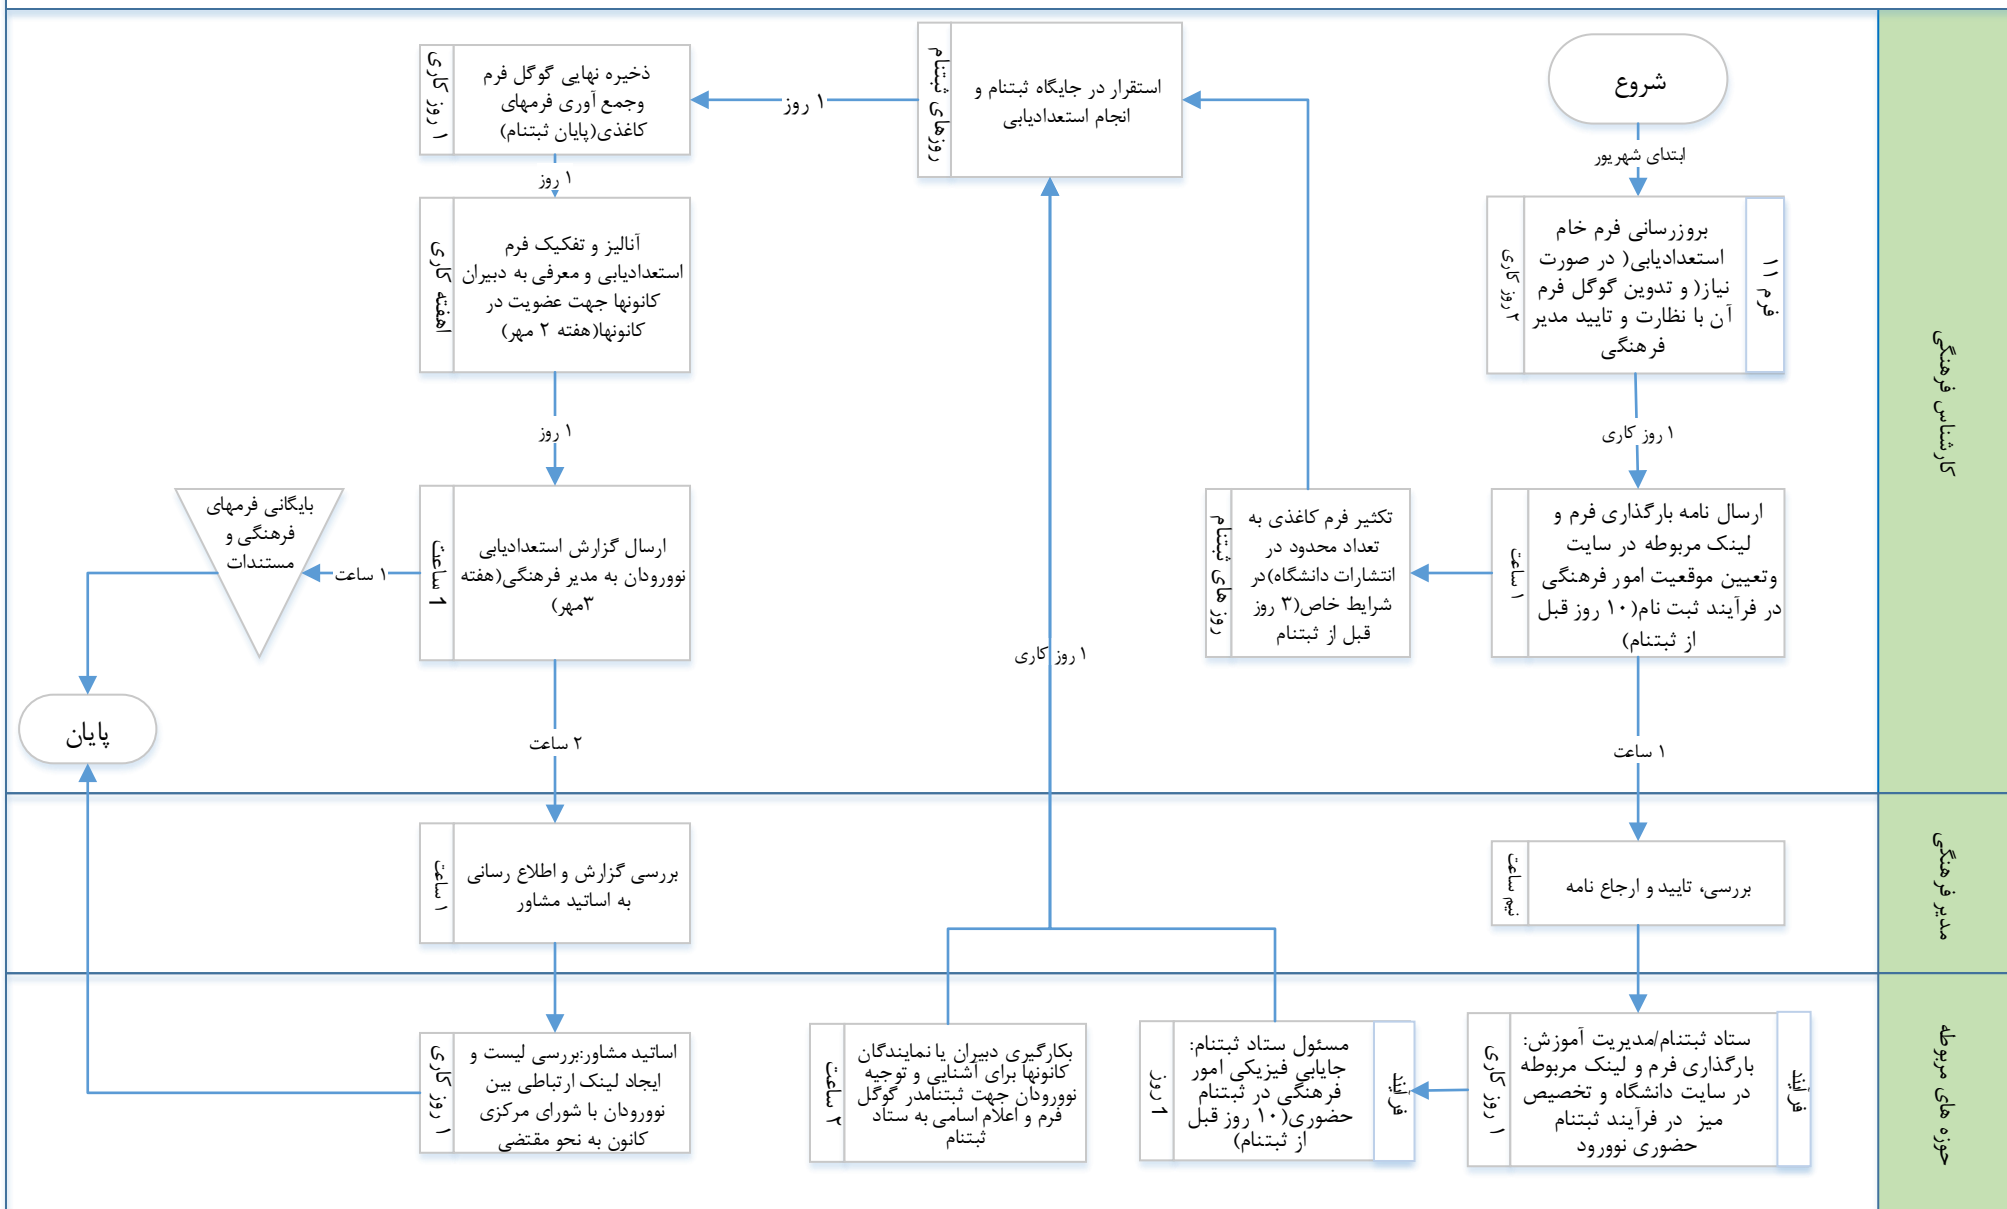 کارشناس فرهنگی
شروع
ابتدای شهریور
فرم ۱۱
بروزرسانی فرم خام
استعدادیابی( در صورت
نیاز( و تدوین گوگل فرم
آن با نظارت و تایید مدیر
فرهنگی
۲ روز کاری
۱ روز کاری
ارسال نامه بارگذاری فرم و
لینک مربوطه در سایت
وتعیین موقعیت امور فرهنگی
در فرآیند ثبت نام(۱۰ روز قبل
از ثبتنام)
۱ ساعت
تکثیر فرم کاغذی به
تعداد محدود در
انتشارات دانشگاه)در
شرایط خاص(۳ روز
قبل از ثبتنام
روز های ثبتنام
۱ ساعت
استقرار در جایگاه ثبتنام و
انجام استعدادیابی
روزهای ثبتنام
۱ روز
۱ روز کاری
ذخیره نهایی گوگل فرم
وجمع آوری فرمهای
کاغذی(پایان ثبتنام)
۱ روز کاری
۱ روز
آنالیز و تفکیک فرم
استعدادیابی و معرفی به دبیران
کانونها جهت عضویت در
کانونها(هفته ۲ مهر)
اهفته کاری
۱ روز
ارسال گزارش استعدادیابی
نوورودان به مدیر فرهنگی(هفته
۳مهر)
1 ساعت
۱ ساعت
بایگانی فرمهای
فرهنگی و
مستندات
۲ ساعت
پایان
مدیر فرهنگی
بررسی، تایید و ارجاع نامه
نیم ساعت
بررسی گزارش و اطلاع رسانی
به اساتید مشاور
۱ ساعت
حوزه های مربوطه
فرآیند
ستاد ثبتنام/مدیریت آموزش:
بارگذاری فرم و لینک مربوطه
در سایت دانشگاه و تخصیص
میز در فرآیند ثبتنام
حضوری نوورود
۱ روز کاری
فرآیند
مسئول ستاد ثبتنام:
جایابی فیزیکی امور
فرهنگی در ثبتنام
حضوری(۱۰ روز قبل
از ثبتنام)
1 روز
بکارگیری دبیران یا نمایندگان
کانونها برای آشنایی و توجیه
نوورودان جهت ثبتنامدر گوگل
فرم و اعلام اسامی به ستاد
ثبتنام
۲ ساعت
اساتید مشاور:بررسی لیست و
ایجاد لینک ارتباطی بین
نوورودان با شورای مرکزی
کانون به نحو مقتضی
۱ روز کاری